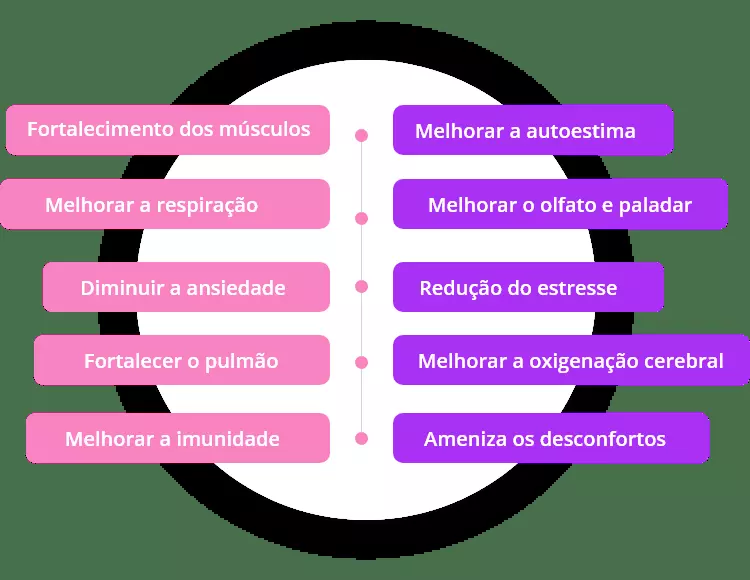 Fortalecimento dos músculos
Melhorar a autoestima
Melhorar a respiração
Melhorar o olfato e paladar
Diminuir a ansiedade
Redução do estresse
Fortalecer o pulmão
Melhorar a oxigenação cerebral
Melhorar a imunidade
Ameniza os desconfortos